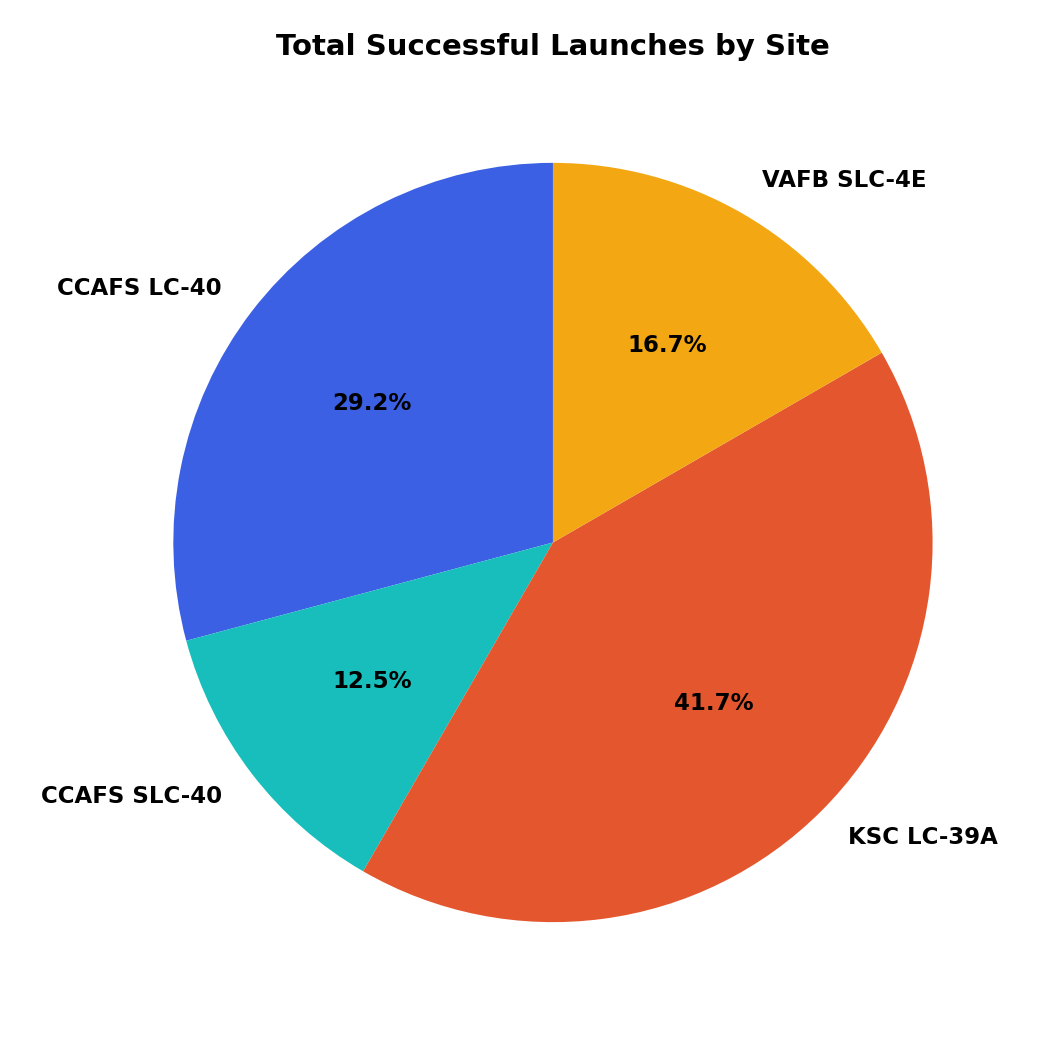 Total Successful Launches by Site
VAFB SLC-4E
CCAFS LC-40
16.7%
29.2%
12.5%
41.7%
CCAFS SLC-40
KSC LC-39A